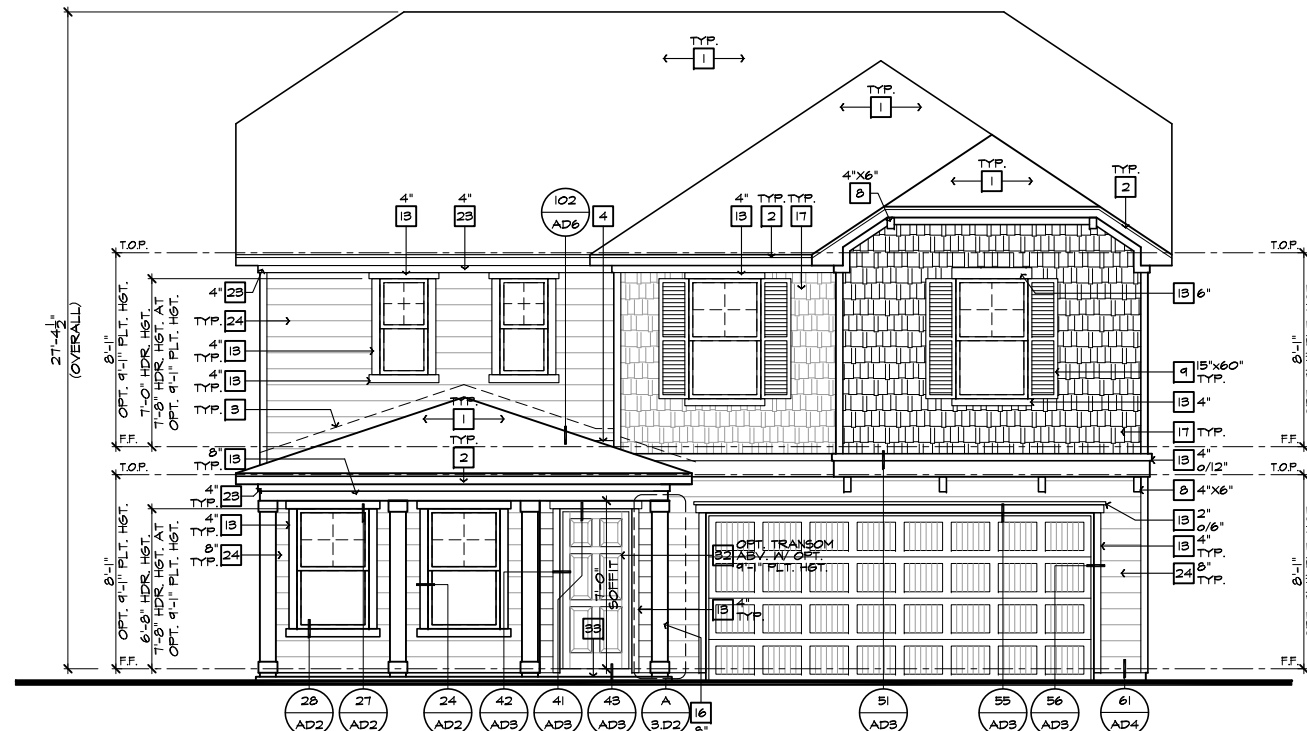 TYP.
1
TYP.
1
TYP.
1
4"X6"
8
TYP.
2
4"
13
4"
23
102
AD6
4
4"
13
TYP.
2
TYP.
17
T.O.P.
T.O.P.
4" 23
TYP. 24
4"
TYP. 13
4"
TYP. 13
TYP. 3
27'-4½"
(OVERALL)
8'-1"
OPT. 9'-1" PLT. HGT.
7'-0" HDR. HGT.
7'-8" HDR. HGT. AT
OPT. 9'-1" PLT. HGT.
13 6"
8'-1"
9 15"x60"
TYP.
13 4"
17 TYP.
F.F.
F.F.
TYP.
1
TYP.
2
8"
TYP. 13
T.O.P.
T.O.P.
13 4"
o/12"
8 4"X6"
4"
TYP. 23
4"
TYP. 13
8"
TYP. 24
13 2"
o/6"
13 4"
TYP.
24 8"
TYP.
8'-1"
OPT. 9'-1" PLT. HGT.
6'-8" HDR. HGT.
7'-8" HDR. HGT. AT
OPT. 9'-1" PLT. HGT.
32 OPT. TRANSOM
ABV. W/ OPT.
9'-1" PLT. HGT.
7'-0"
SOFFIT
33
13 4"
TYP.
8'-1"
F.F.
F.F.
28
AD2
27
AD2
24
AD2
42
AD3
41
AD3
43
AD3
A
3.D2
16
8"
51
AD3
55
AD3
56
AD3
61
AD4